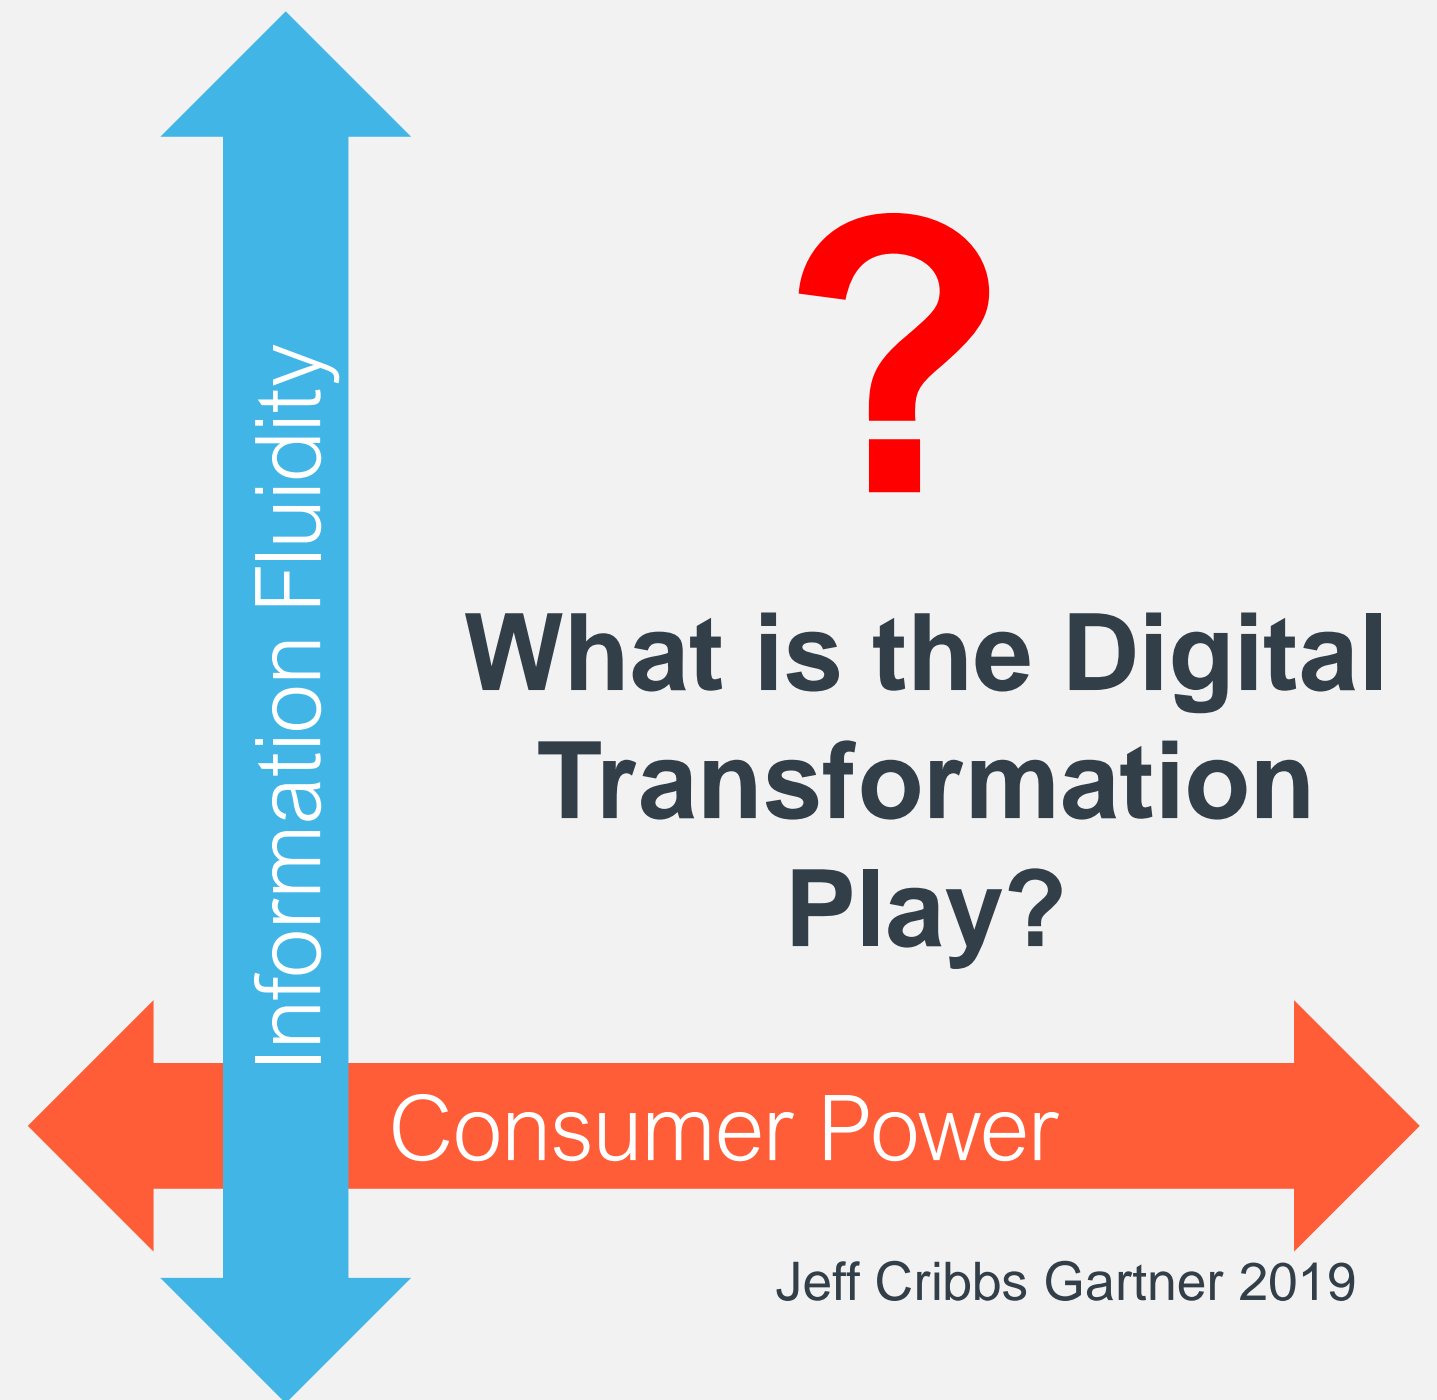 ?
Information Fluidity
What is the Digital
Transformation
Play?
Consumer Power
Jeff Cribbs Gartner 2019